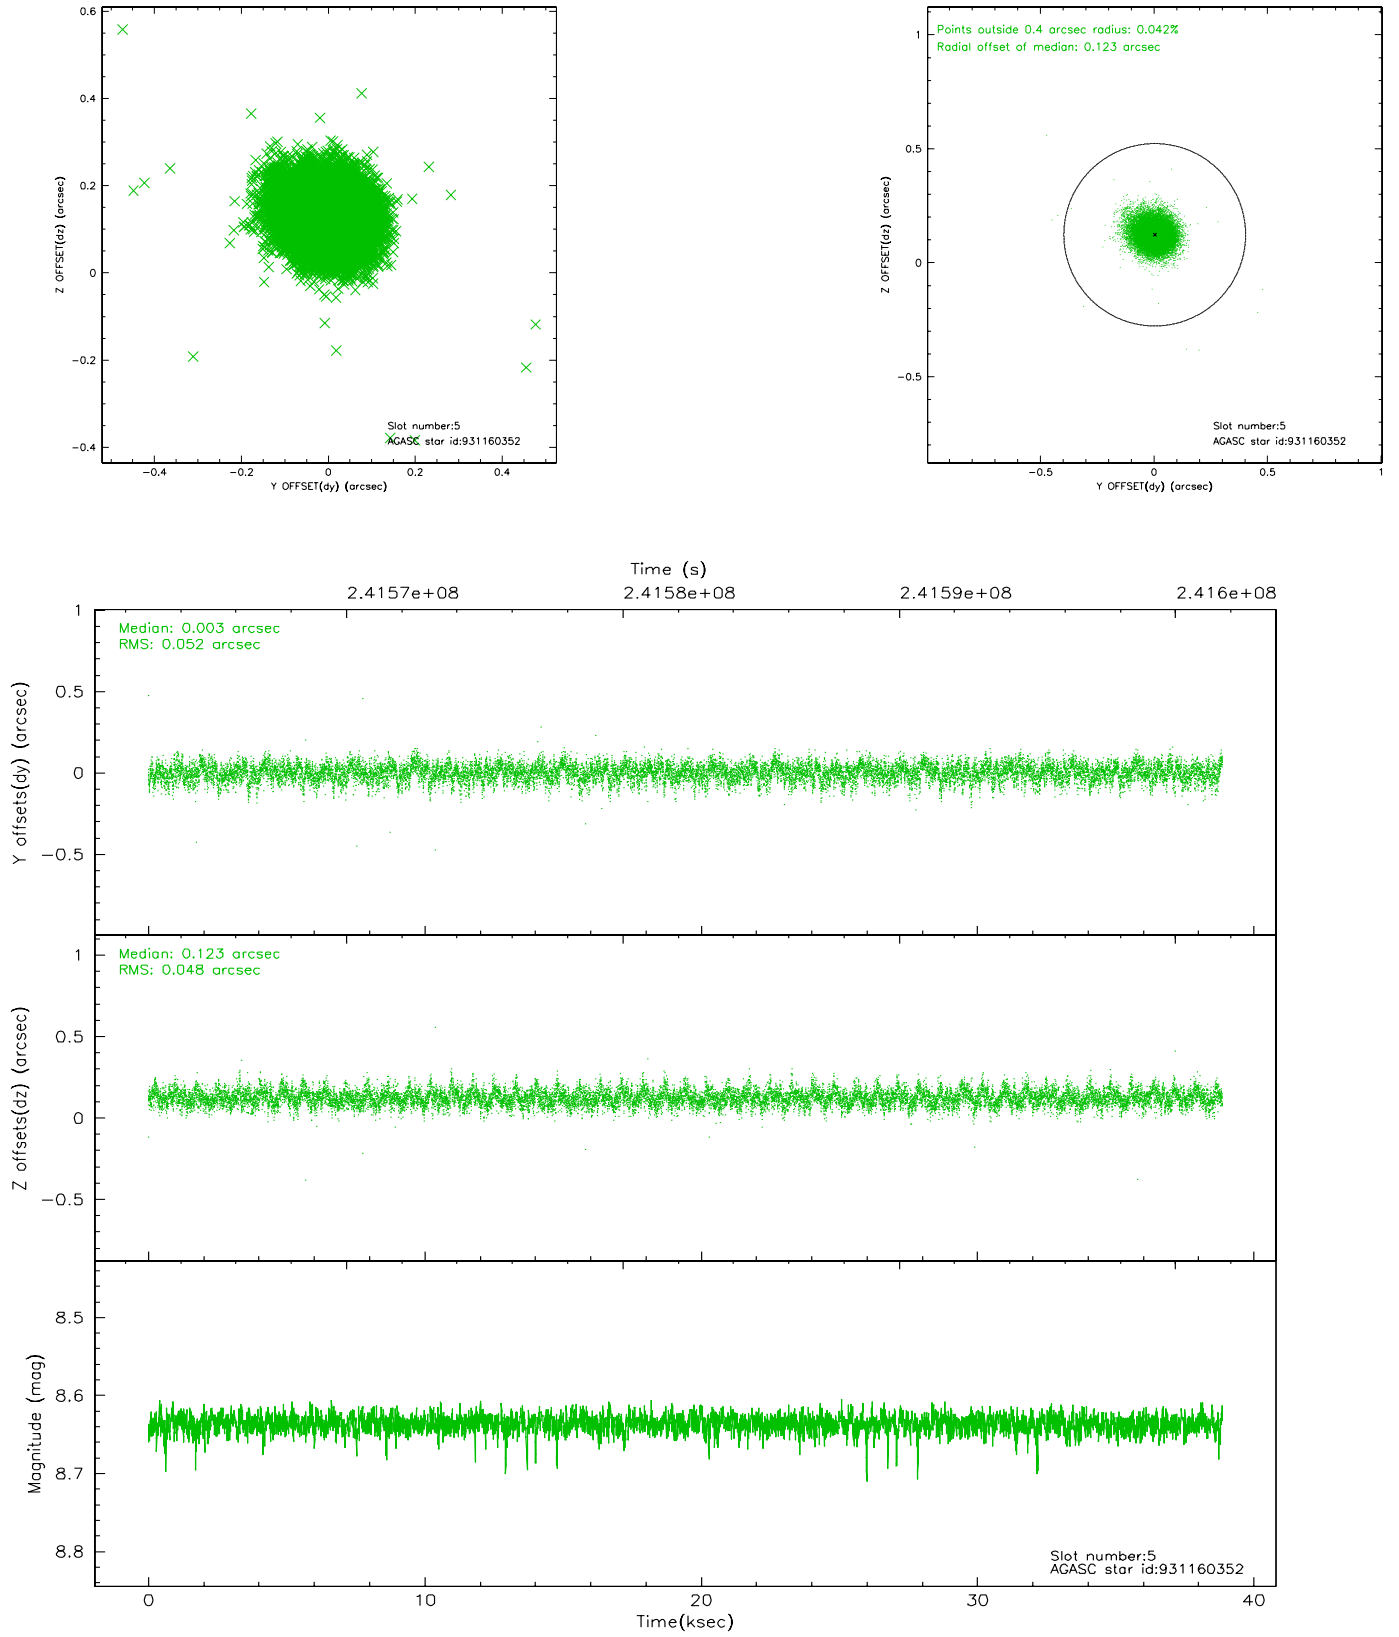 0.6
0.4
0.2
0
-0.2
-0.4
Z OFFSET(dz) (arcsec)
Slot number:5
AGASC star id:931160352
-0.4 -0.2 0 0.2 0.4
Y OFFSET(dy) (arcsec)
Points outside 0.4 arcsec radius: 0.042%
Radial offset of median: 0.123 arcsec
1
0.5
0
-0.5
Z OFFSET(dz) (arcsec)
Slot number:5
AGASC star id:931160352
-0.5 0 0.5 1
Y OFFSET(dy) (arcsec)
Time (s)
2.4157e+08 2.4158e+08 2.4159e+08 2.416e+08
Median: 0.003 arcsec
RMS: 0.052 arcsec
1
0.5
0
-0.5
Y offsets(dy) (arcsec)
Median: 0.123 arcsec
RMS: 0.048 arcsec
1
0.5
0
-0.5
Z offsets(dz) (arcsec)
8.5
8.6
8.7
8.8
Magnitude (mag)
Slot number:5
AGASC star id:931160352
0 10 20 30 40
Time(ksec)